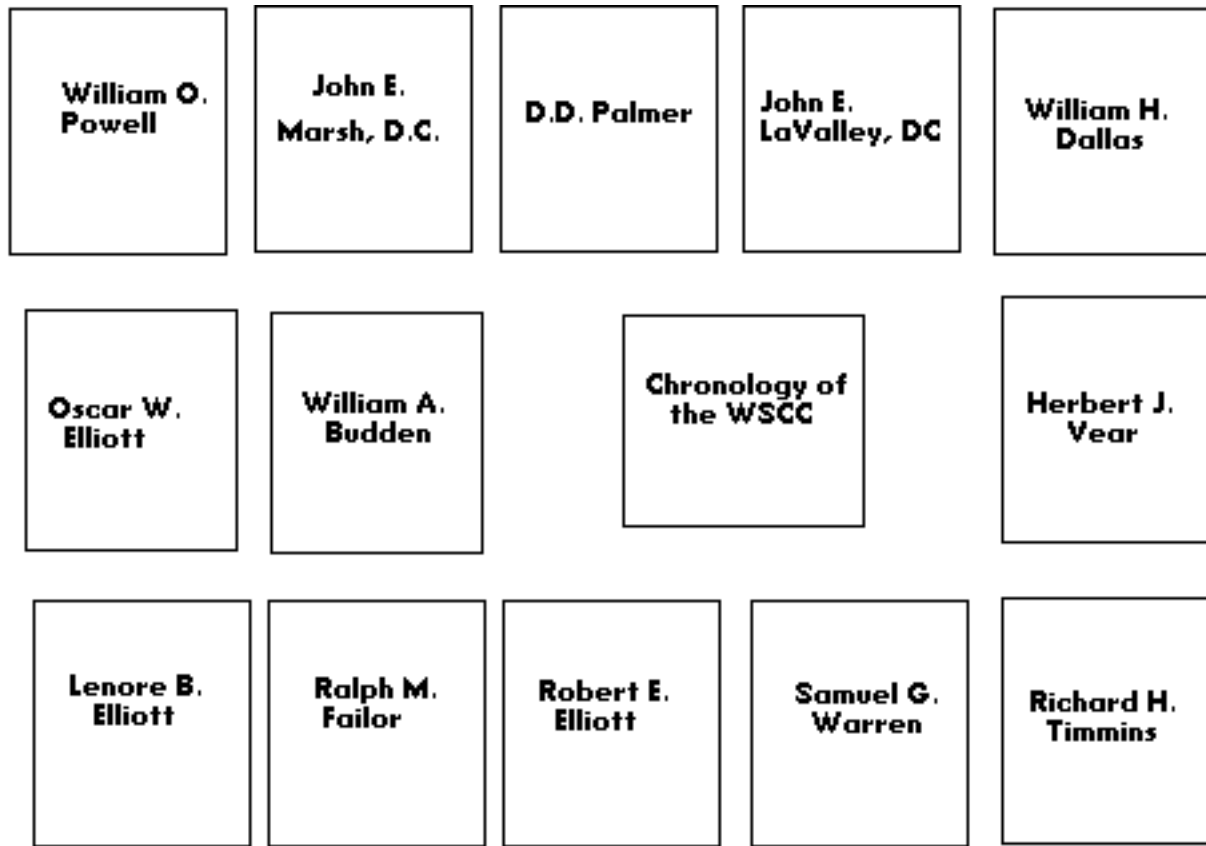 William O.
Powell
John E.
Marsh, D.C.
D.D. Palmer
John E.
LaValley, DC
William H.
Dallas
Oscar W.
Elliott
William A.
Budden
Chronology of
the WSCC
Herbert J.
Vear
Lenore B.
Elliott
Ralph M.
Failor
Robert E.
Elliott
Samuel G.
Warren
Richard H.
Timmins